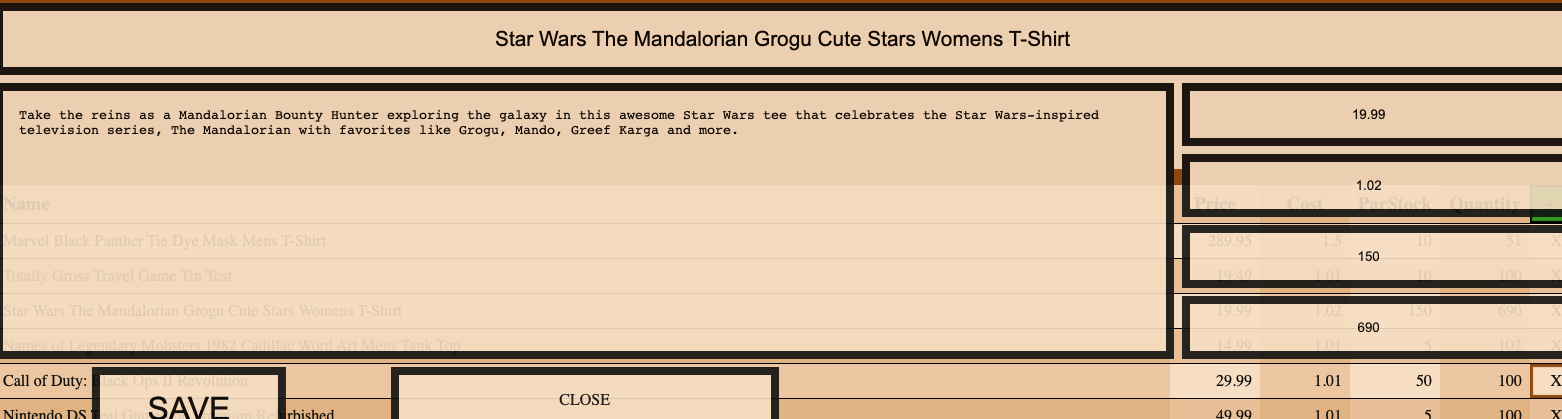 Star Wars The Mandalorian Grogu Cute Stars Womens T-Shirt
Take the reins as a Mandalorian Bounty Hunter exploring the galaxy in this awesome Star Wars tee that celebrates the Star Wars-inspired
television series, The Mandalorian with favorites like Grogu, Mando, Greef Karga and more.
19.99
1.02
150
690
Name Price Cost ParStock Quantity +
Marvel Black Panther Tie Dye Mask Mens T-Shirt 289.95 1.5 10 51 X
Totally Gross Travel Game Tin Test 19.49 1.01 10 100 X
Star Wars The Mandalorian Grogu Cute Stars Womens T-Shirt 19.99 1.02 150 690 X
Names of Legendary Mobsters 1982 Cadillac Word Art Mens Tank Top 14.99 1.01 5 102 X
Call of Duty: Black Ops II Revolution 29.99 1.01 50 100 X
SAVE
CLOSE
Nintendo DS Refurbished 49.99 1.01 5 100 X